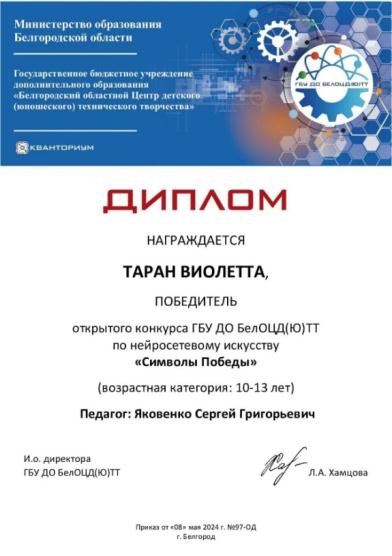 Министерство образования
Белгородской области
Государственное бюджетное учреждение
дополнительного образования
«Белгородский областной Центр детского
(юношеского) технического творчества»
ГБУ ДО БЕЛОЦД(Ю)ТТ
КВАНТОРИУМ
ДИПЛОМ
НАГРАЖДАЕТСЯ
ТАРАН ВИОЛЕТТА,
ПОБЕДИТЕЛЬ
открытого конкурса ГБУ ДО БелОЦД(Ю)ТТ
по нейросетевому искусству
«Символы Победы»
(возрастная категория: 10-13 лет)
Педагог: Яковенко Сергей Григорьевич
И.о. директора
ГБУ ДО БелОЦД(Ю)ТТ
Л.А. Хамцова
Приказ от «08» мая 2024 г. №97-ОД
г. Белгород